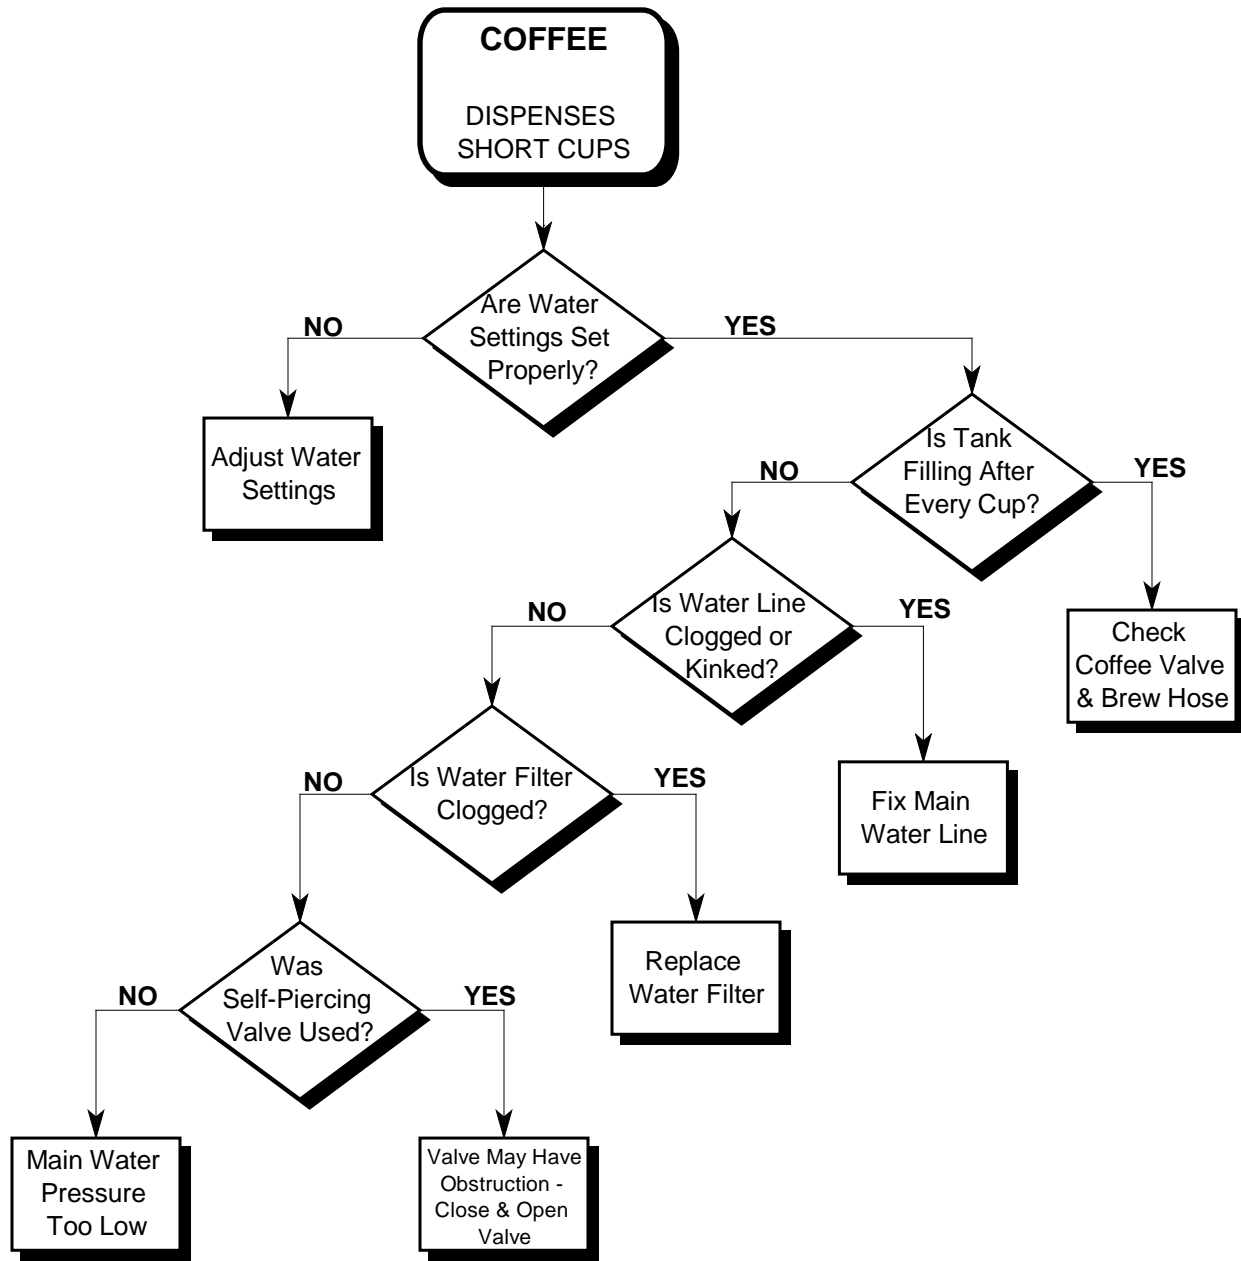 COFFEE
DISPENSES
SHORT CUPS
Are Water
Settings Set
Properly?
NO
YES
Adjust Water
Settings
Is Tank
Filling After
Every Cup?
NO
YES
Is Water Line
Clogged or
Kinked?
NO
YES
Check
Coffee Valve
& Brew Hose
Is Water Filter
Clogged?
NO
YES
Fix Main
Water Line
Was
Self-Piercing
Valve Used?
NO
YES
Replace
Water Filter
Main Water
Pressure
Too Low
Valve May Have
Obstruction -
Close & Open
Valve